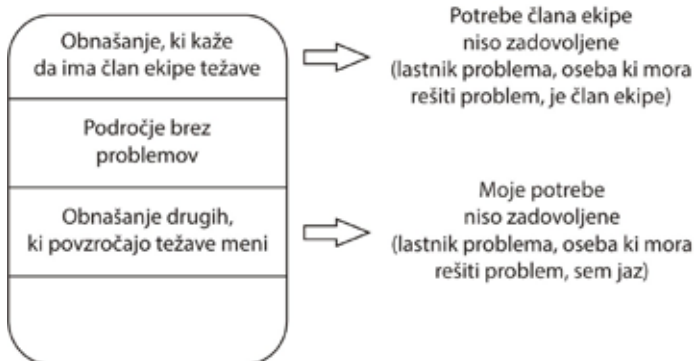 Obnašanje, ki kaže
da ima član ekipe težave
Potrebe člana ekipe
niso zadovoljene
(lastnik problema, oseba ki mora
rešiti problem, je član ekipe)
Področje brez
problemov
Obnašanje drugih,
ki povzročajo težave meni
Moje potrebe
niso zadovoljene
(lastnik problema, oseba ki mora
rešiti problem, sem jaz)